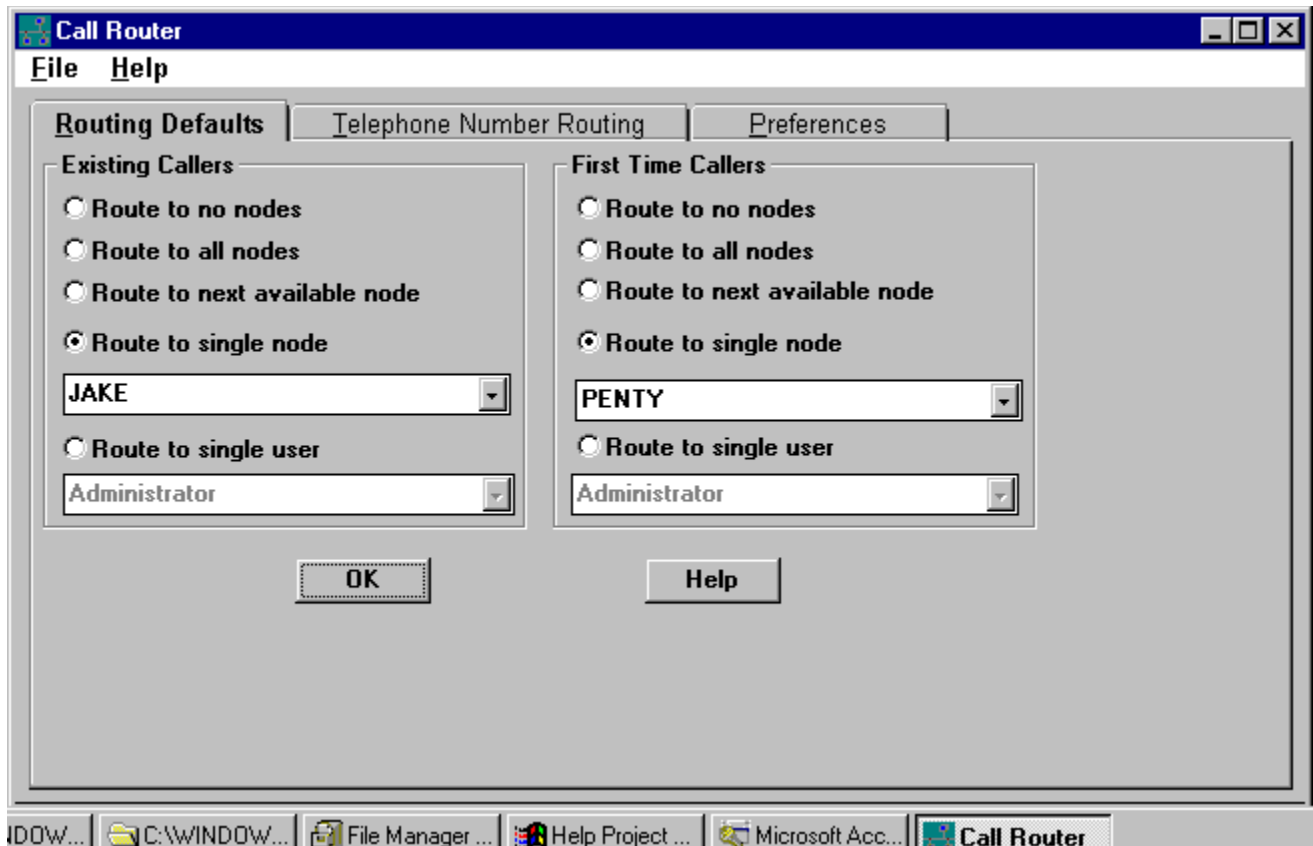 Call Router
File Help
Routing Defaults Telephone Number Routing Preferences
Existing Callers
Route to no nodes
Route to all nodes
Route to next available node
Route to single node
JAKE
Route to single user
Administrator
First Time Callers
Route to no nodes
Route to all nodes
Route to next available node
Route to single node
PENTY
Route to single user
Administrator
OK Help
NDOW... C:\WINDOW... File Manager ... Help Project ... Microsoft Acc... Call Router